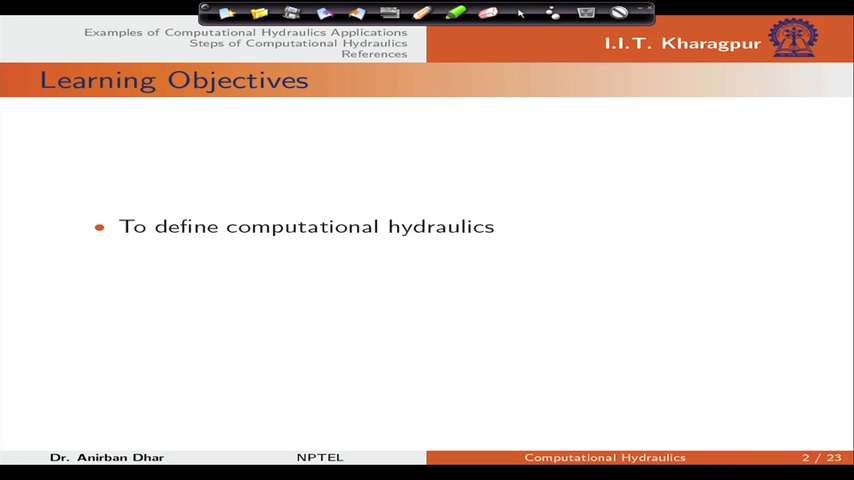 Examples of Computational Hydraulics Applications
Steps of Computational Hydraulics
References
I.I.T. Kharagpur
Learning Objectives
• To define computational hydraulics
Dr. Anirban Dhar NPTEL Computational Hydraulics 2 / 23